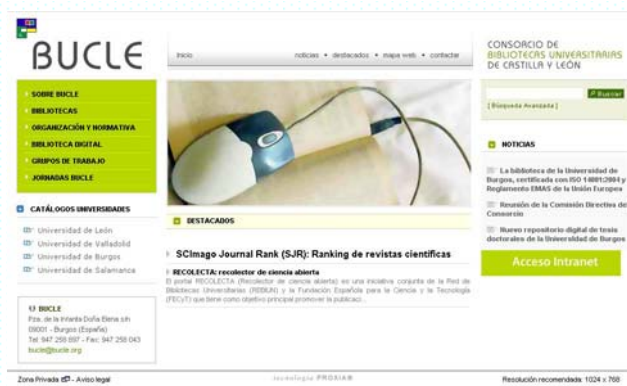 BUCLE
Inicio
noticias • destacados • mapa web • contactar
CONSORCIO DE
BIBLIOTECAS UNIVERSITARIAS
DE CASTILLA Y LEÓN
SOBRE BUCLE
BIBLIOTECAS
ORGANIZACIÓN Y NORMATIVA
BIBLIOTECA DIGITAL
GRUPOS DE TRABAJO
JORNADAS BUCLE
Buscar
[ Búsqueda Avanzada ]
CATÁLOGOS UNIVERSIDADES
Universidad de León
Universidad de Valladolid
Universidad de Burgos
Universidad de Salamanca
BUCLE
Pza. de la Infanta Doña Elena s/n
09001 - Burgos (España)
Tel: 947 258 897 - Fax: 947 258 043
bucle@bucle.org
DESTACADOS
SCImago Journal Rank (SJR): Ranking de revistas científicas
RECOLECTA: recolector de ciencia abierta
El portal RECOLECTA (Recolector de ciencia abierta) es una iniciativa conjunta de la Red de
Bibliotecas Universitarias (REBIUN) y la Fundación Española para la Ciencia y la Tecnología
(FECyT) que tiene como objetivo principal promover la publicaci...
NOTICIAS
La biblioteca de la Universidad de
Burgos, certificada con ISO 14001:2004 y
Reglamento EMAS de la Unión Europea
Reunión de la Comisión Directiva del
Consorcio
Nuevo repositorio digital de tesis
doctorales de la Universidad de Burgos
Acceso Intranet
Zona Privada - Aviso legal
tecnología PROSIAR
Resolución recomendada: 1024 x 768